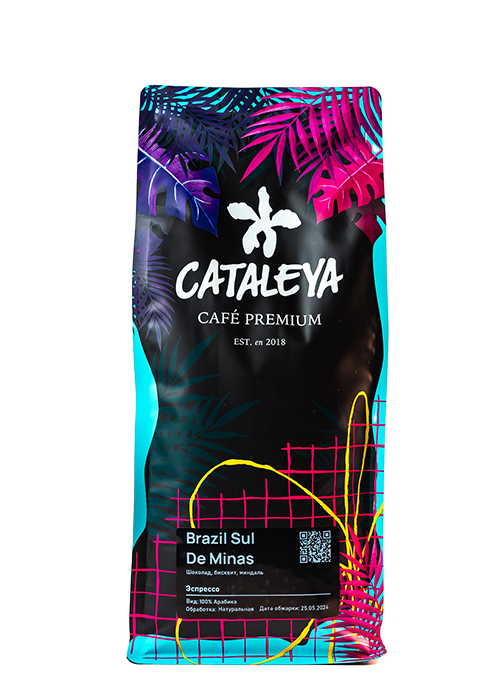 CATALEYA
CAFÉ PREMIUM
EST. en 2018
Brazil Sul
De Minas
Шоколад, бисквит, миндаль
Эспрессо
Вид: 100% Арабика
Обработка: Натуральная Дата обжарки: 25.05.2024